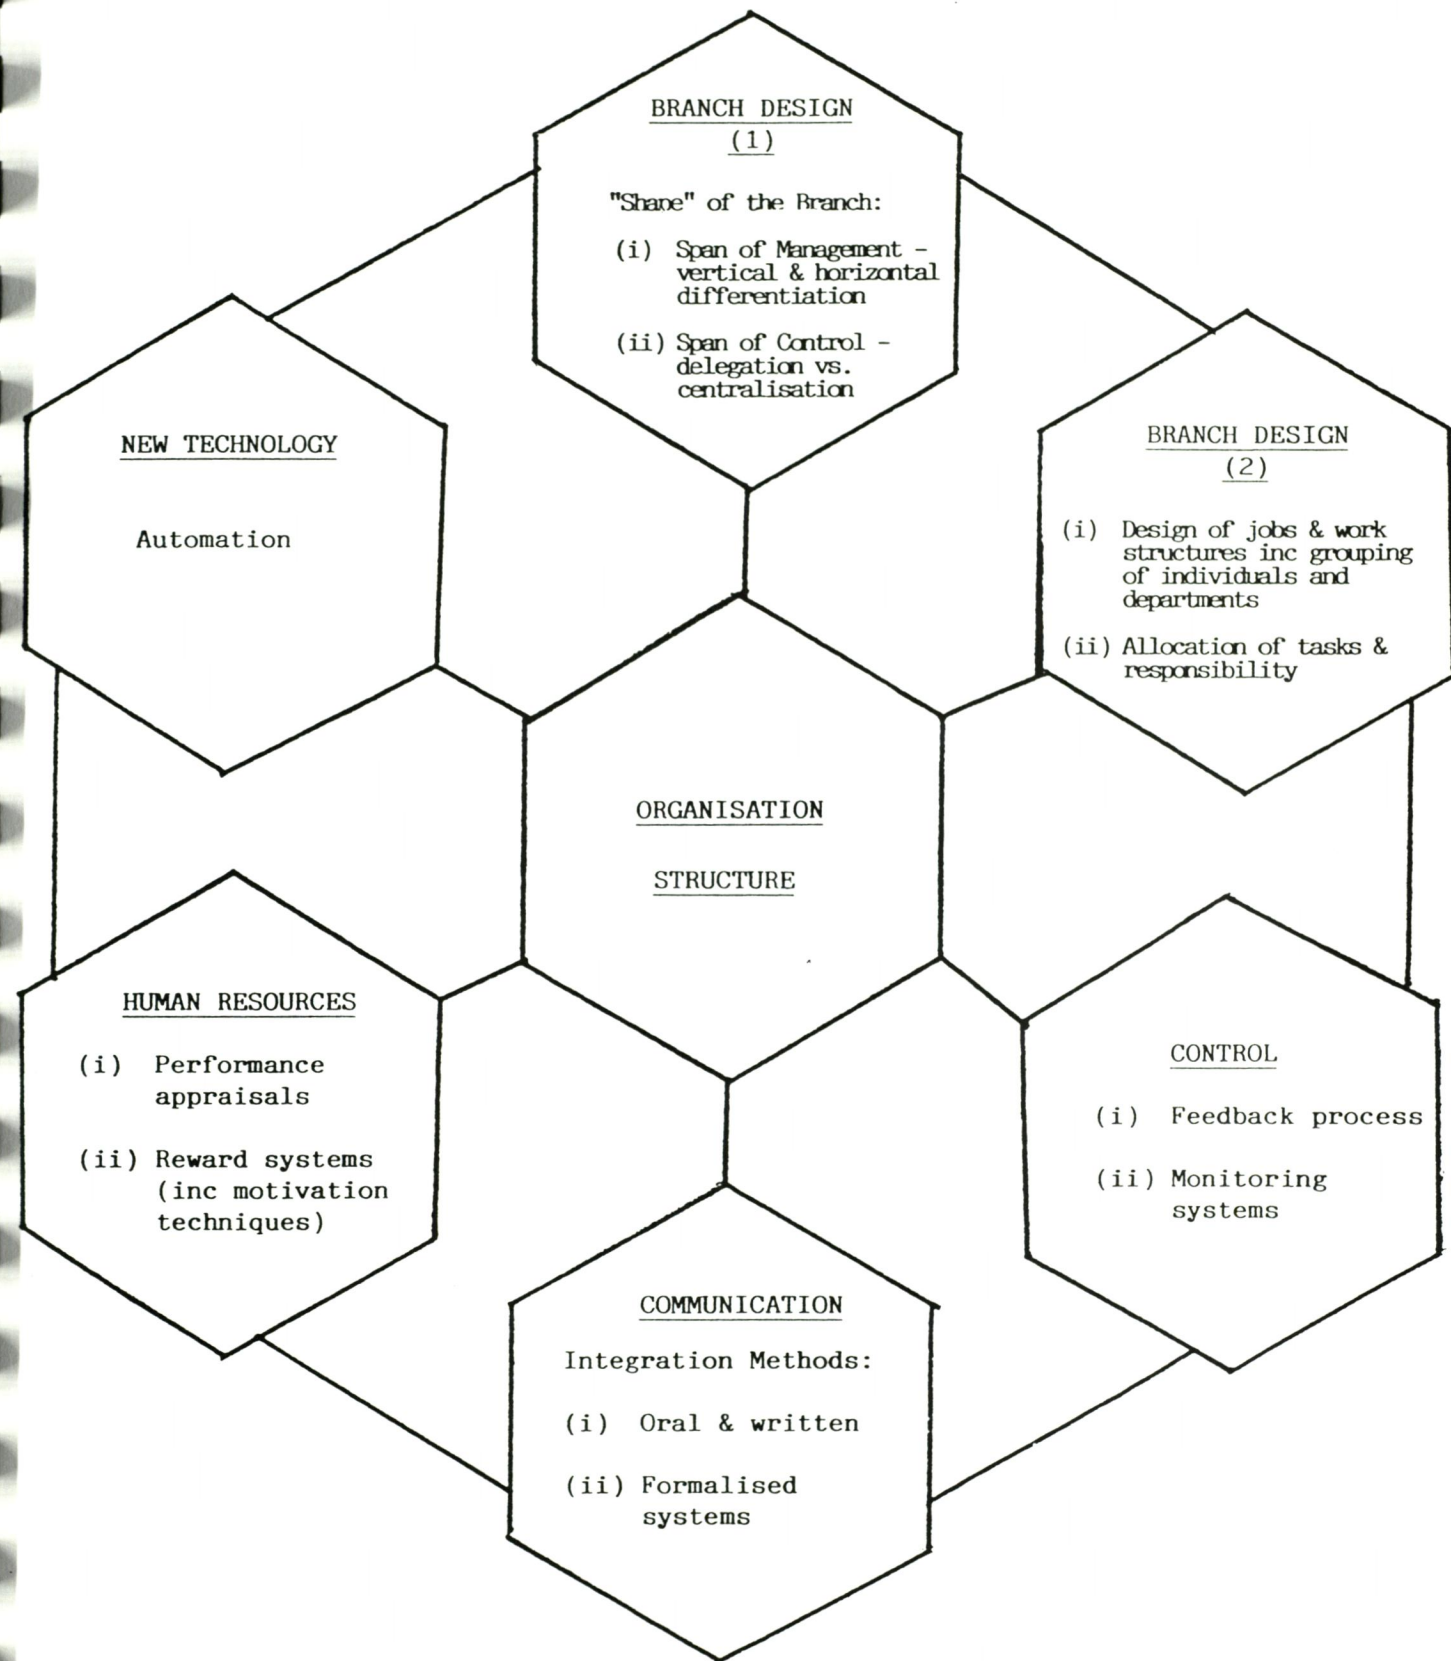 BRANCH DESIGN
(1)
"Shape" of the Branch:
(i) Span of Management -
vertical & horizontal
differentiation
(ii) Span of Control -
delegation vs.
centralisation
NEW TECHNOLOGY
Automation
BRANCH DESIGN
(2)
(i) Design of jobs & work
structures inc grouping
of individuals and
departments
(ii) Allocation of tasks &
responsibility
ORGANISATION
STRUCTURE
HUMAN RESOURCES
(i) Performance
appraisals
(ii) Reward systems
(inc motivation
techniques)
CONTROL
(i) Feedback process
(ii) Monitoring
systems
COMMUNICATION
Integration Methods:
(i) Oral & written
(ii) Formalised
systems